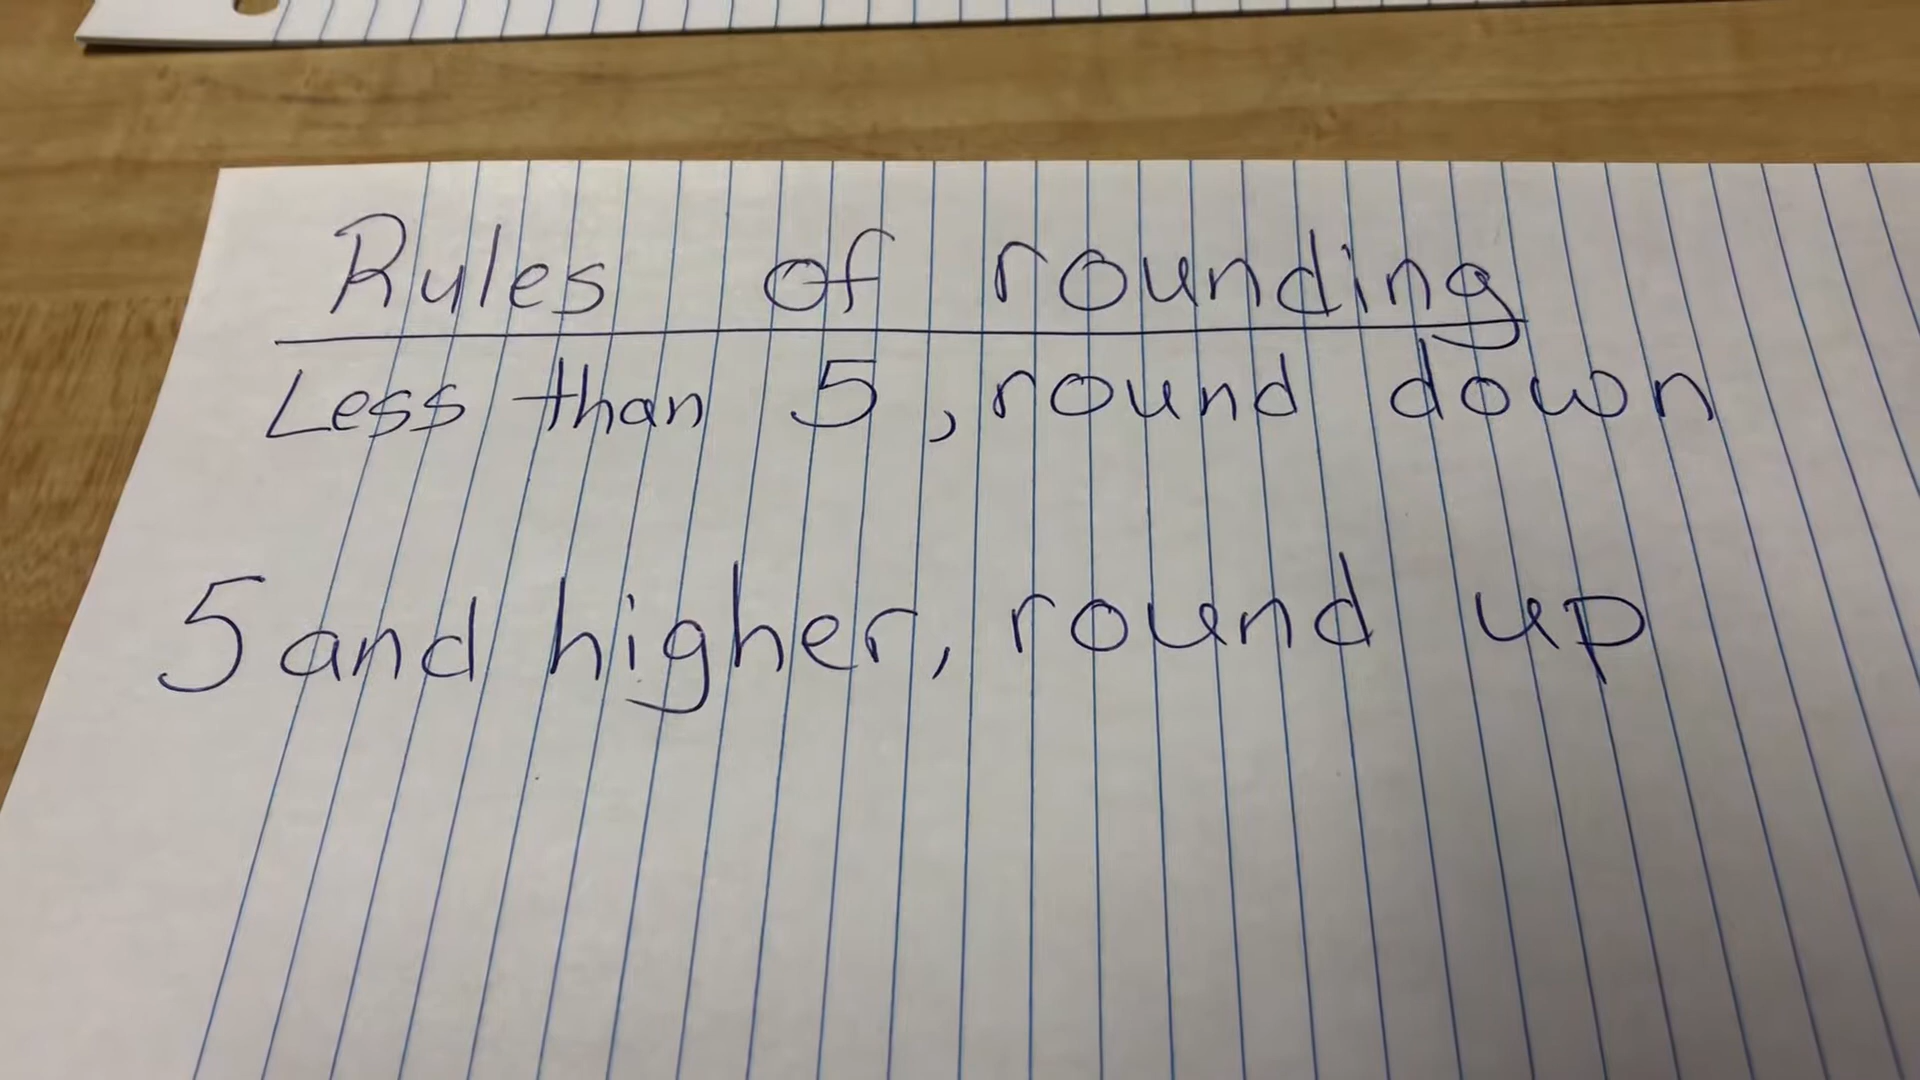 Rules of rounding
Less than 5, round down
5 and higher, round up